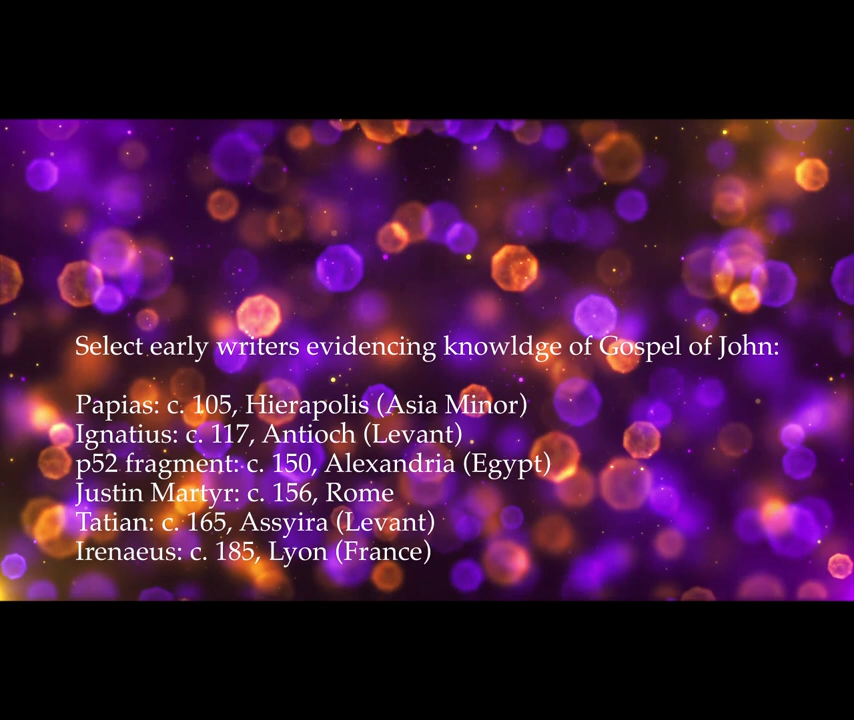 Select early writers evidencing knowldge of Gospel of John:
Papias: c. 105, Hierapolis (Asia Minor)
Ignatius: c. 117, Antioch (Levant)
p52 fragment: c. 150, Alexandria (Egypt)
Justin Martyr: c. 156, Rome
Tatian: c. 165, Assyira (Levant)
Irenaeus: c. 185, Lyon (France)